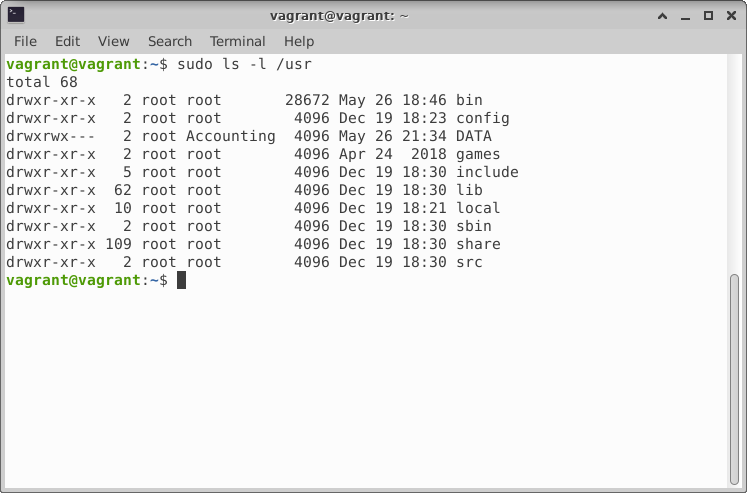 vagrant@vagrant: ~
File Edit View Search Terminal Help
vagrant@vagrant:~$ sudo ls -l /usr
total 68
drwxr-xr-x   2 root root       28672 May 26 18:46 bin
drwxr-xr-x   2 root root        4096 Dec 19 18:23 config
drwxrwx---   2 root Accounting  4096 May 26 21:34 DATA
drwxr-xr-x   2 root root        4096 Apr 24  2018 games
drwxr-xr-x   5 root root        4096 Dec 19 18:30 include
drwxr-xr-x  62 root root        4096 Dec 19 18:30 lib
drwxr-xr-x  10 root root        4096 Dec 19 18:21 local
drwxr-xr-x   2 root root        4096 Dec 19 18:30 sbin
drwxr-xr-x 109 root root        4096 Dec 19 18:30 share
drwxr-xr-x   2 root root        4096 Dec 19 18:30 src
vagrant@vagrant:~$